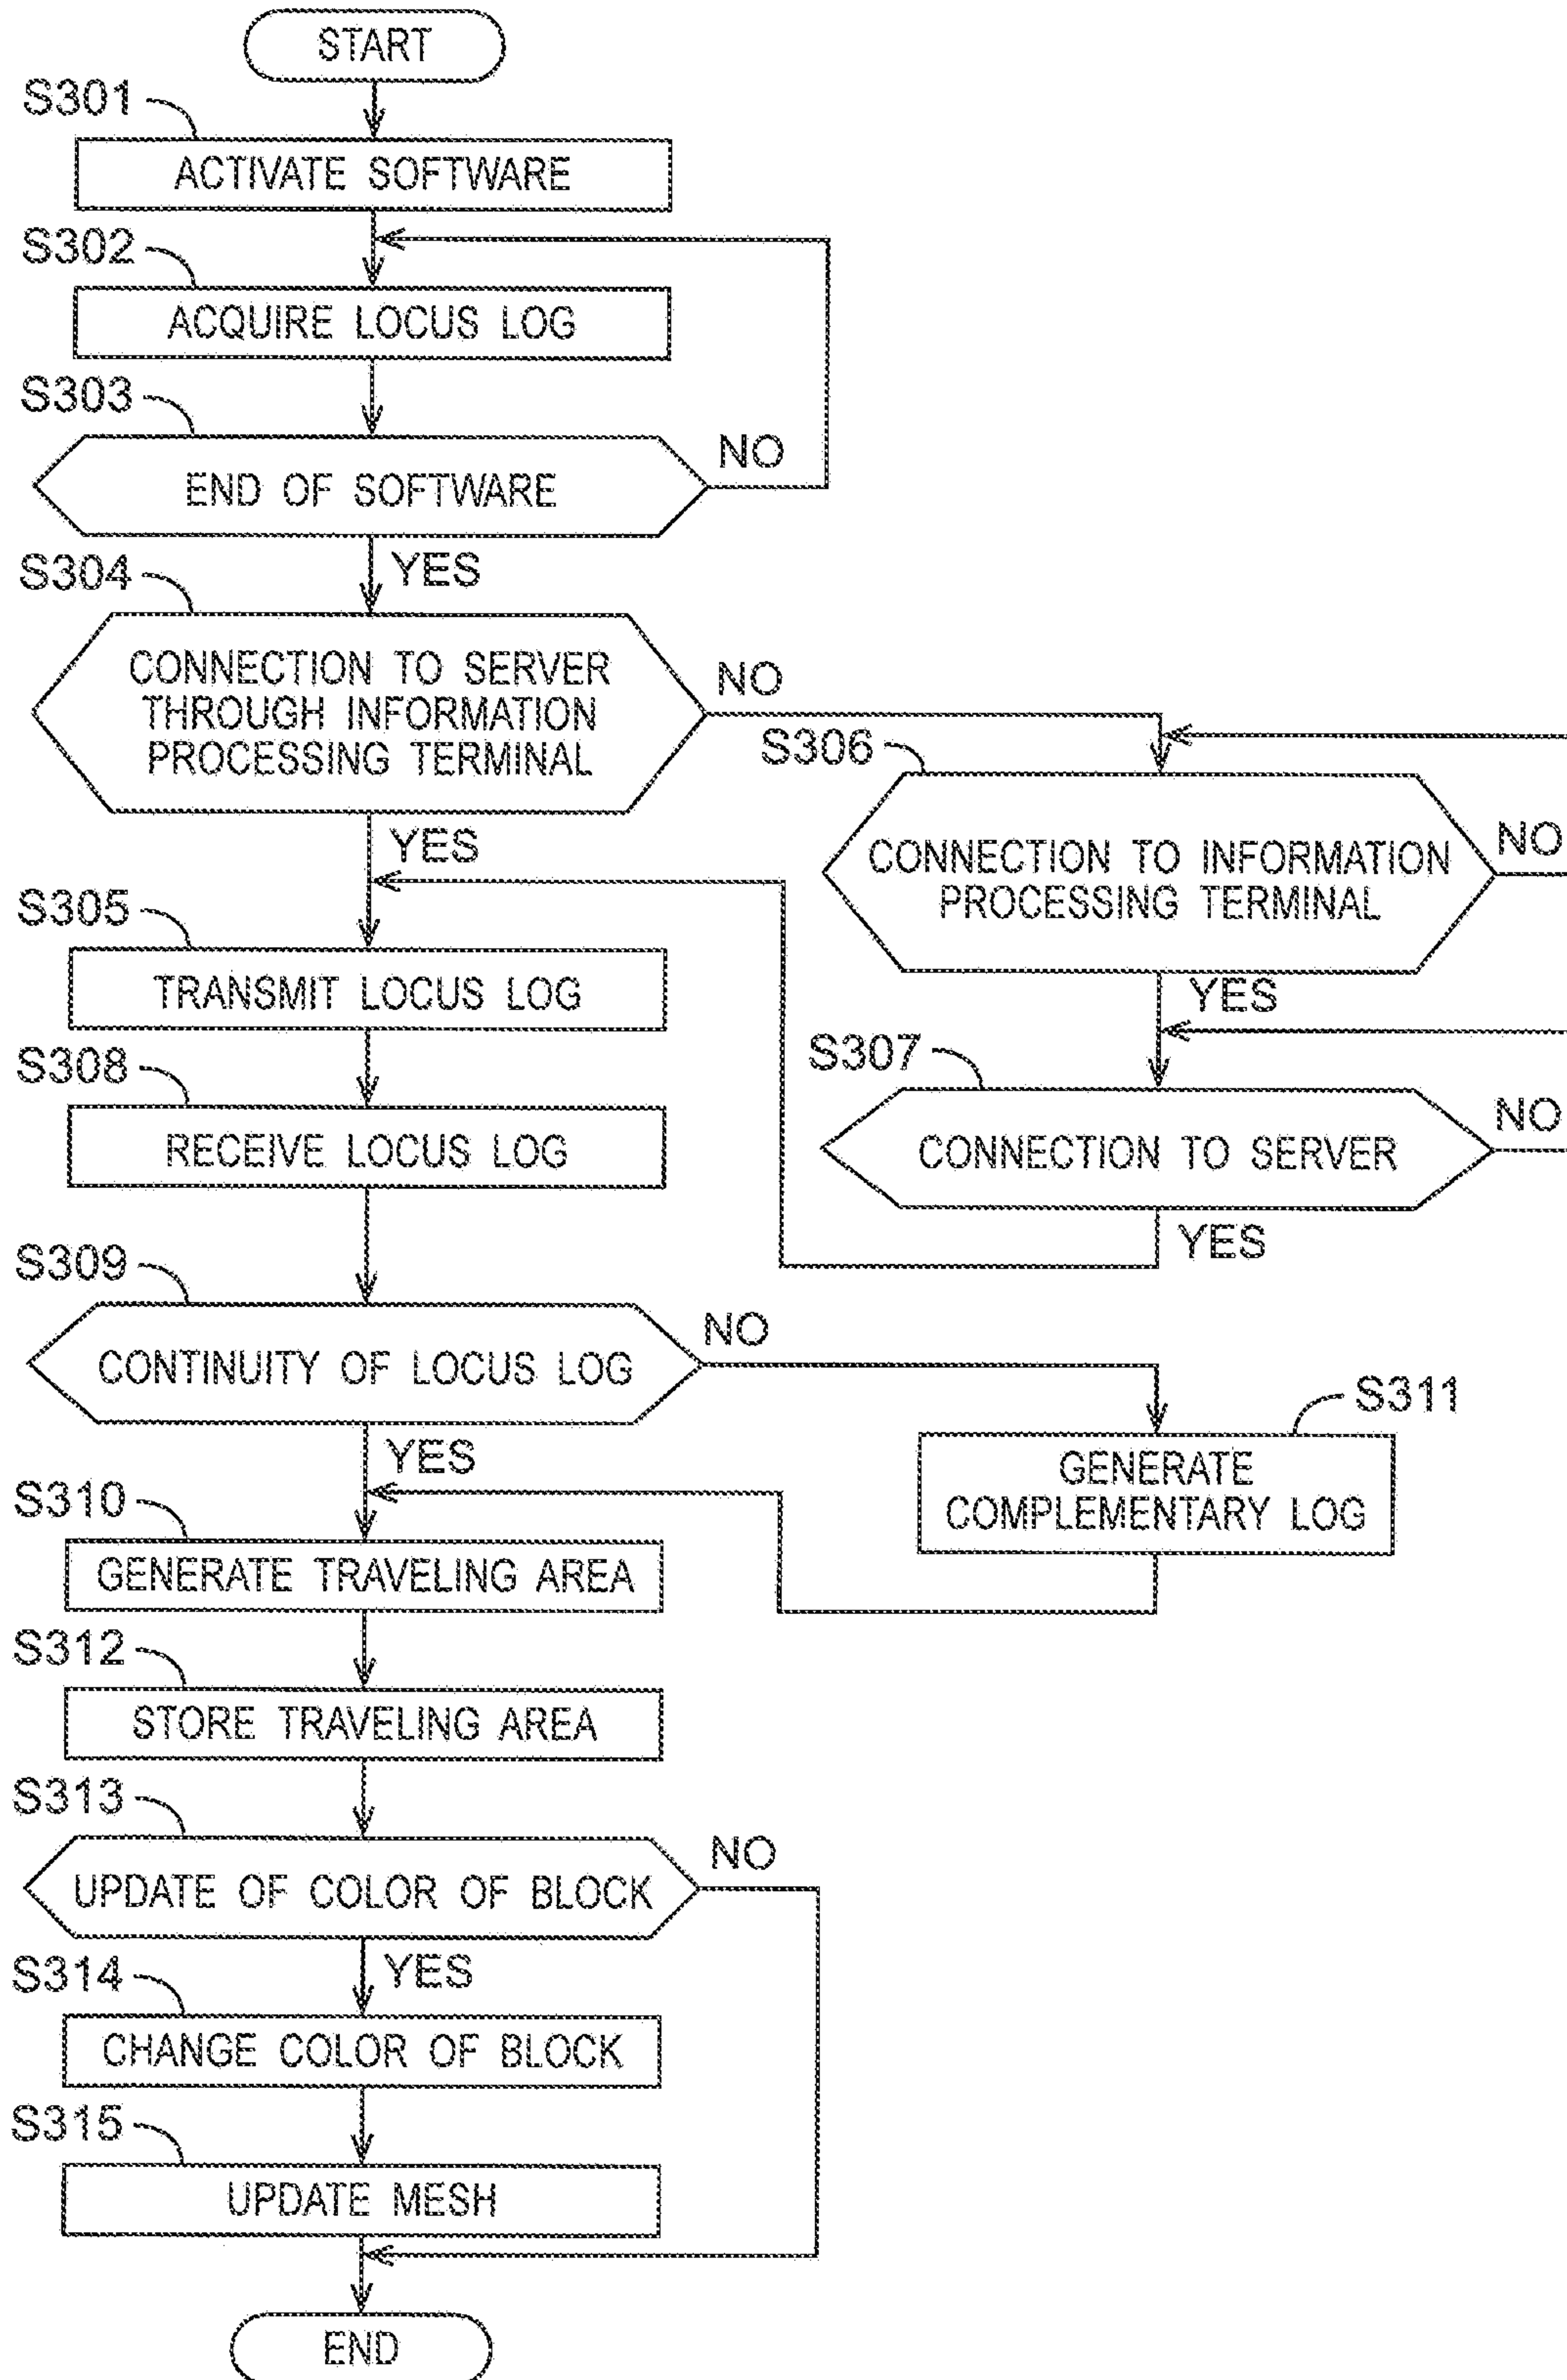 START
S301
ACTIVATE SOFTWARE
S302
ACQUIRE LOCUS LOG
S303
END OF SOFTWARE
NO
YES
S304
CONNECTION TO SERVER
THROUGH INFORMATION
PROCESSING TERMINAL
NO
YES
S306
CONNECTION TO INFORMATION
PROCESSING TERMINAL
NO
YES
S305
TRANSMIT LOCUS LOG
S307
CONNECTION TO SERVER
NO
YES
S308
RECEIVE LOCUS LOG
S309
CONTINUITY OF LOCUS LOG
NO
YES
S311
GENERATE
COMPLEMENTARY LOG
S310
GENERATE TRAVELING AREA
S312
STORE TRAVELING AREA
S313
UPDATE OF COLOR OF BLOCK
NO
YES
S314
CHANGE COLOR OF BLOCK
S315
UPDATE MESH
END